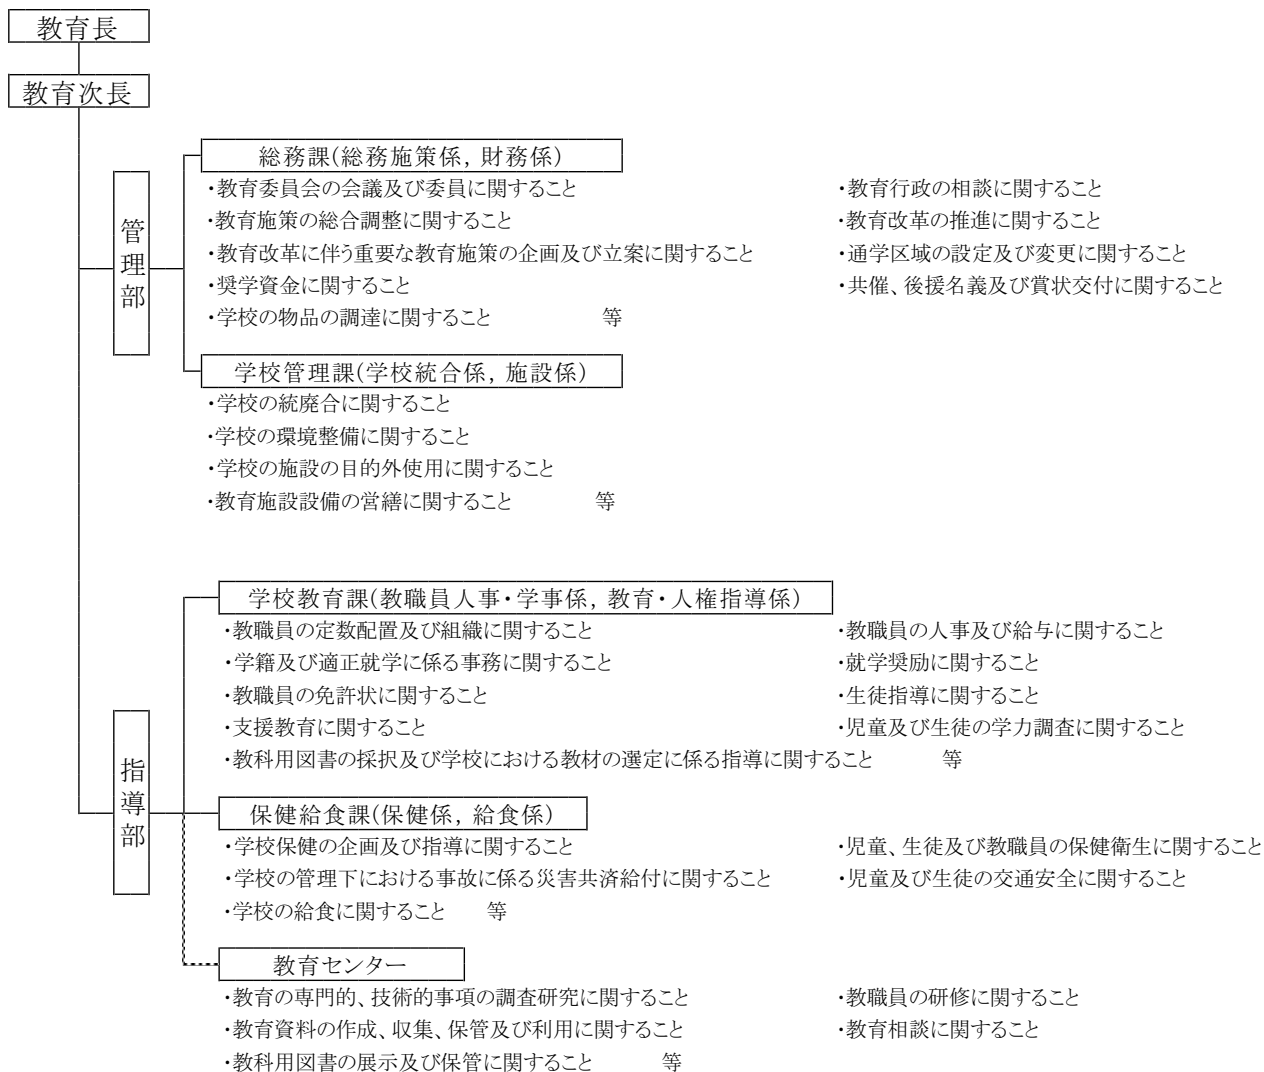 教育長
教育次長
管理部
総務課(総務施策係, 財務係)
・教育委員会の会議及び委員に関すること ・教育行政の相談に関すること
・教育施策の総合調整に関すること ・教育改革の推進に関すること
・教育改革に伴う重要な教育施策の企画及び立案に関すること ・通学区域の設定及び変更に関すること
・奨学資金に関すること ・共催、後援名義及び賞状交付に関すること
・学校の物品の調達に関すること 等
学校管理課(学校統合係, 施設係)
・学校の統廃合に関すること
・学校の環境整備に関すること
・学校の施設の目的外使用に関すること
・教育施設設備の営繕に関すること 等
指導部
学校教育課(教職員人事・学事係, 教育・人権指導係)
・教職員の定数配置及び組織に関すること ・教職員の人事及び給与に関すること
・学籍及び適正就学に係る事務に関すること ・就学奨励に関すること
・教職員の免許状に関すること ・生徒指導に関すること
・支援教育に関すること ・児童及び生徒の学力調査に関すること
・教科用図書の採択及び学校における教材の選定に係る指導に関すること 等
保健給食課(保健係, 給食係)
・学校保健の企画及び指導に関すること ・児童、生徒及び教職員の保健衛生に関すること
・学校の管理下における事故に係る災害共済給付に関すること ・児童及び生徒の交通安全に関すること
・学校の給食に関すること 等
教育センター
・教育の専門的、技術的事項の調査研究に関すること ・教職員の研修に関すること
・教育資料の作成、収集、保管及び利用に関すること ・教育相談に関すること
・教科用図書の展示及び保管に関すること 等